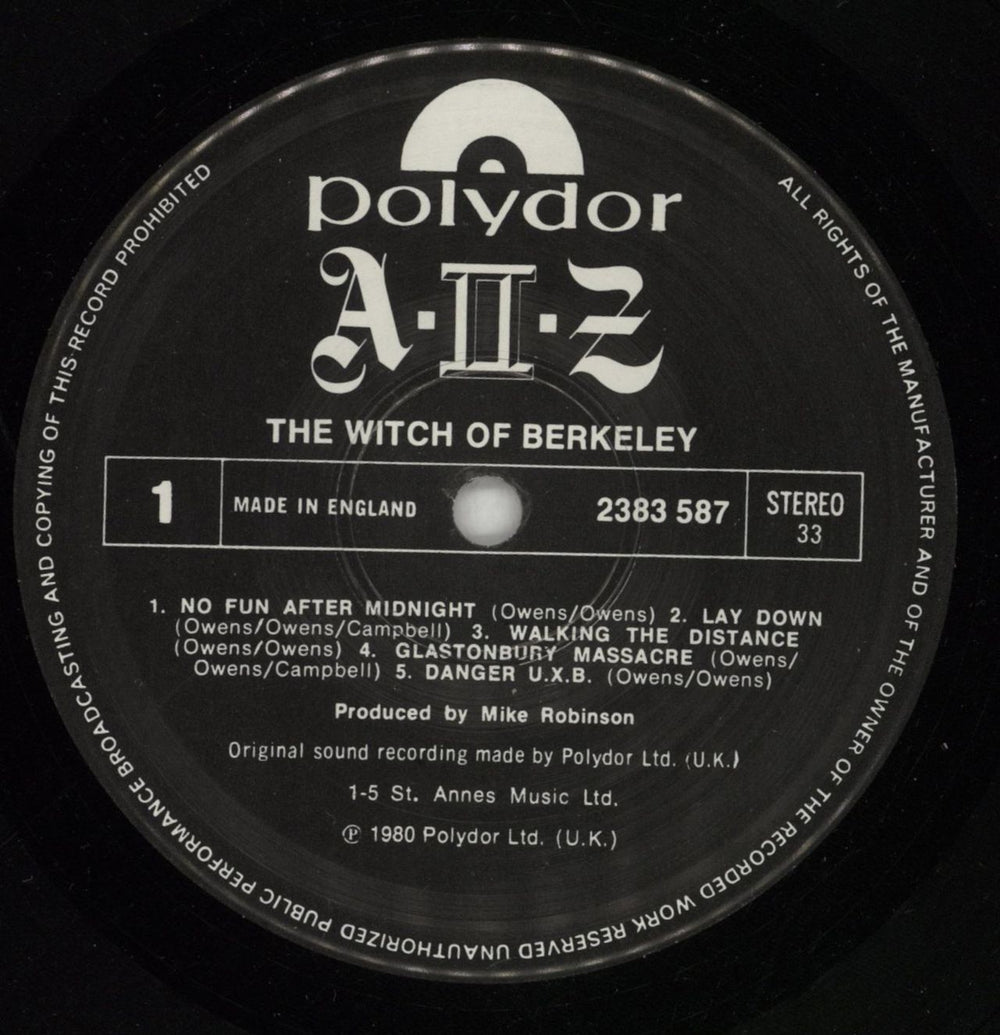 polydor
A·II·Z
THE WITCH OF BERKELEY
1
MADE IN ENGLAND
2383 587
STEREO
33
1. NO FUN AFTER MIDNIGHT (Owens/Owens) 2. LAY DOWN
(Owens/Owens/Campbell) 3. WALKING THE DISTANCE
(Owens/Owens) 4. GLASTONBURY MASSACRE (Owens/
Owens/Campbell) 5. DANGER U.X.B. (Owens/Owens)
Produced by Mike Robinson
Original sound recording made by Polydor Ltd. (U.K.)
1-5 St. Annes Music Ltd.
℗ 1980 Polydor Ltd. (U.K.)
ALL RIGHTS OF THE MANUFACTURER AND OF THE OWNER OF THE RECORDED WORK RESERVED UNAUTHORIZED PUBLIC PERFORMANCE BROADCASTING AND COPYING OF THIS RECORD PROHIBITED